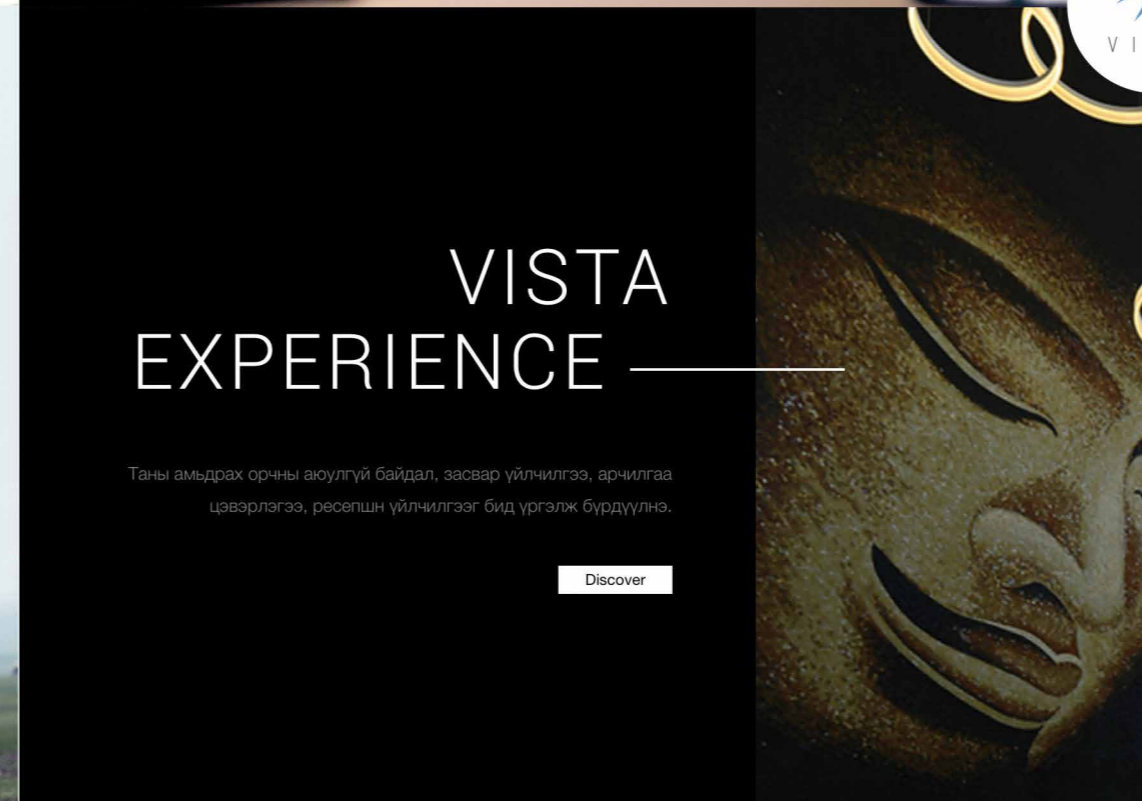 VISTA
EXPERIENCE
Таны амьдрах орчны аюулгүй байдал, засвар үйлчилгээ, арчилгаа
цэвэрлэгээ, ресепшн үйлчилгээг бид үргэлж бүрдүүлнэ.
Discover